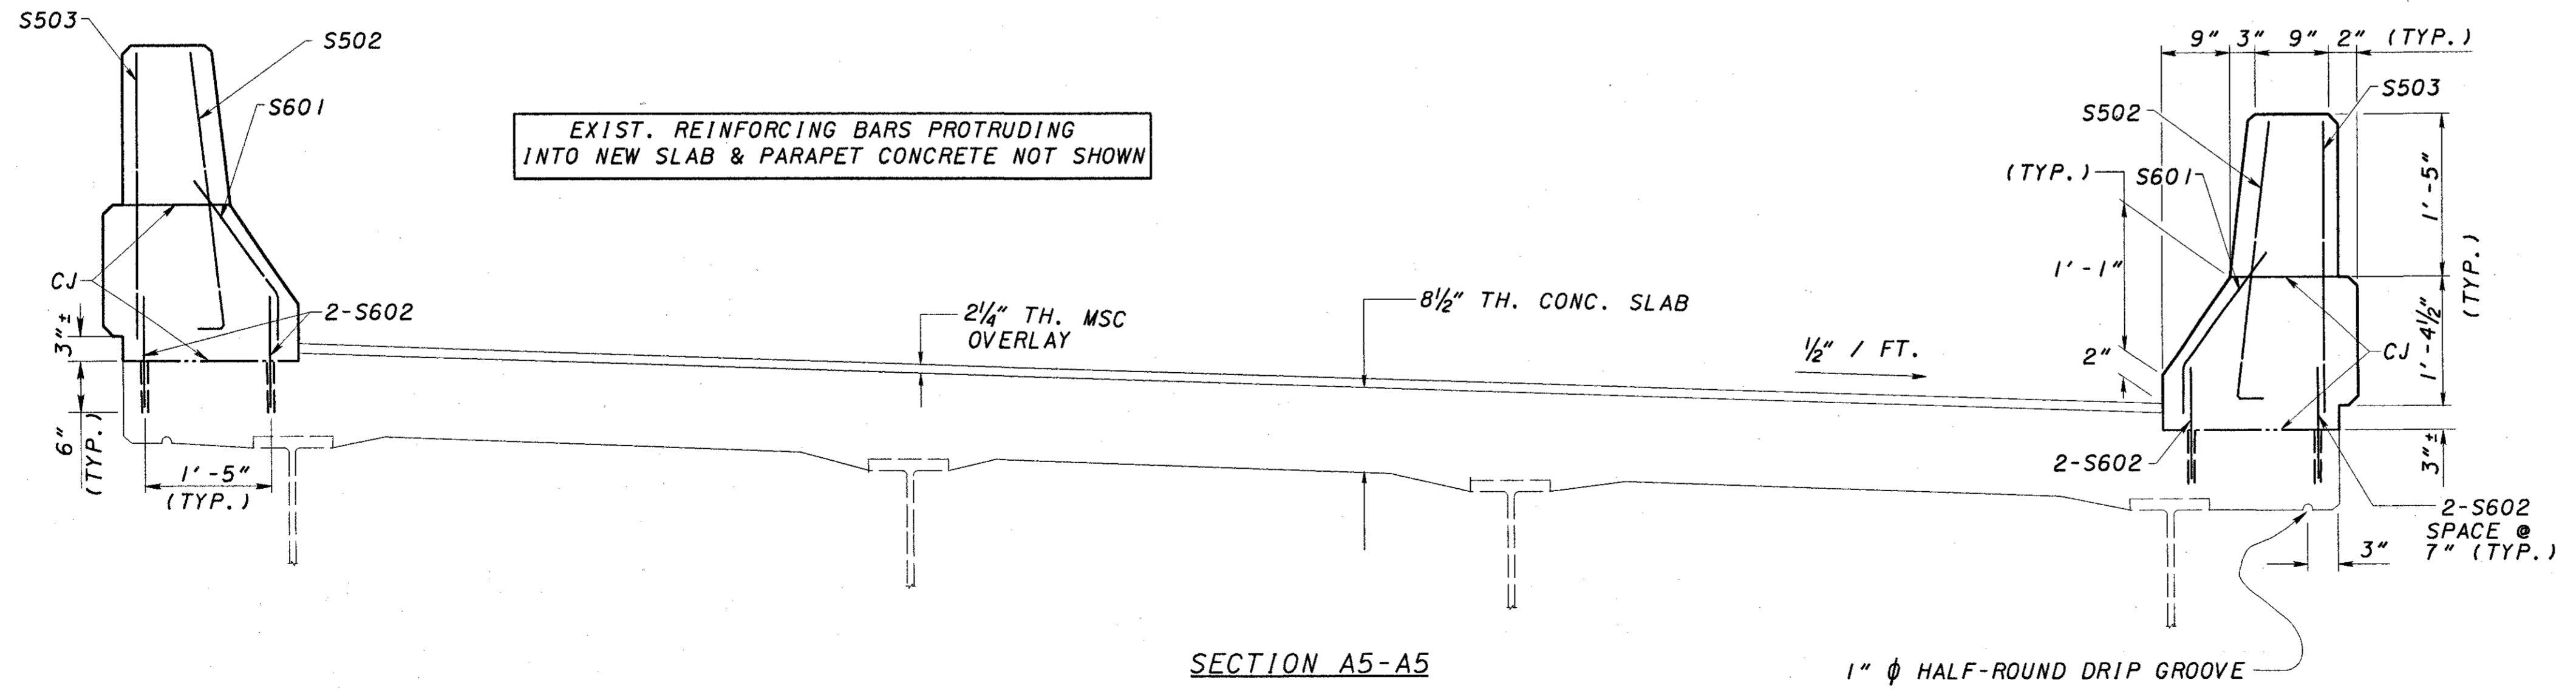 S503
S502
S601
EXIST. REINFORCING BARS PROTRUDING
INTO NEW SLAB & PARAPET CONCRETE NOT SHOWN
CJ
2-S602
3"±
6"
(TYP.)
1'-5"
(TYP.)
2¼" TH. MSC
OVERLAY
8½" TH. CONC. SLAB
½" / FT.
9" 3" 9" 2" (TYP.)
S503
S502
(TYP.)
S601
1'-1"
2"
1'-5"
(TYP.)
1'-4½"
CJ
3"±
2-S602
2-S602
SPACE @
7" (TYP.)
3"
SECTION A5-A5
1" ϕ HALF-ROUND DRIP GROOVE